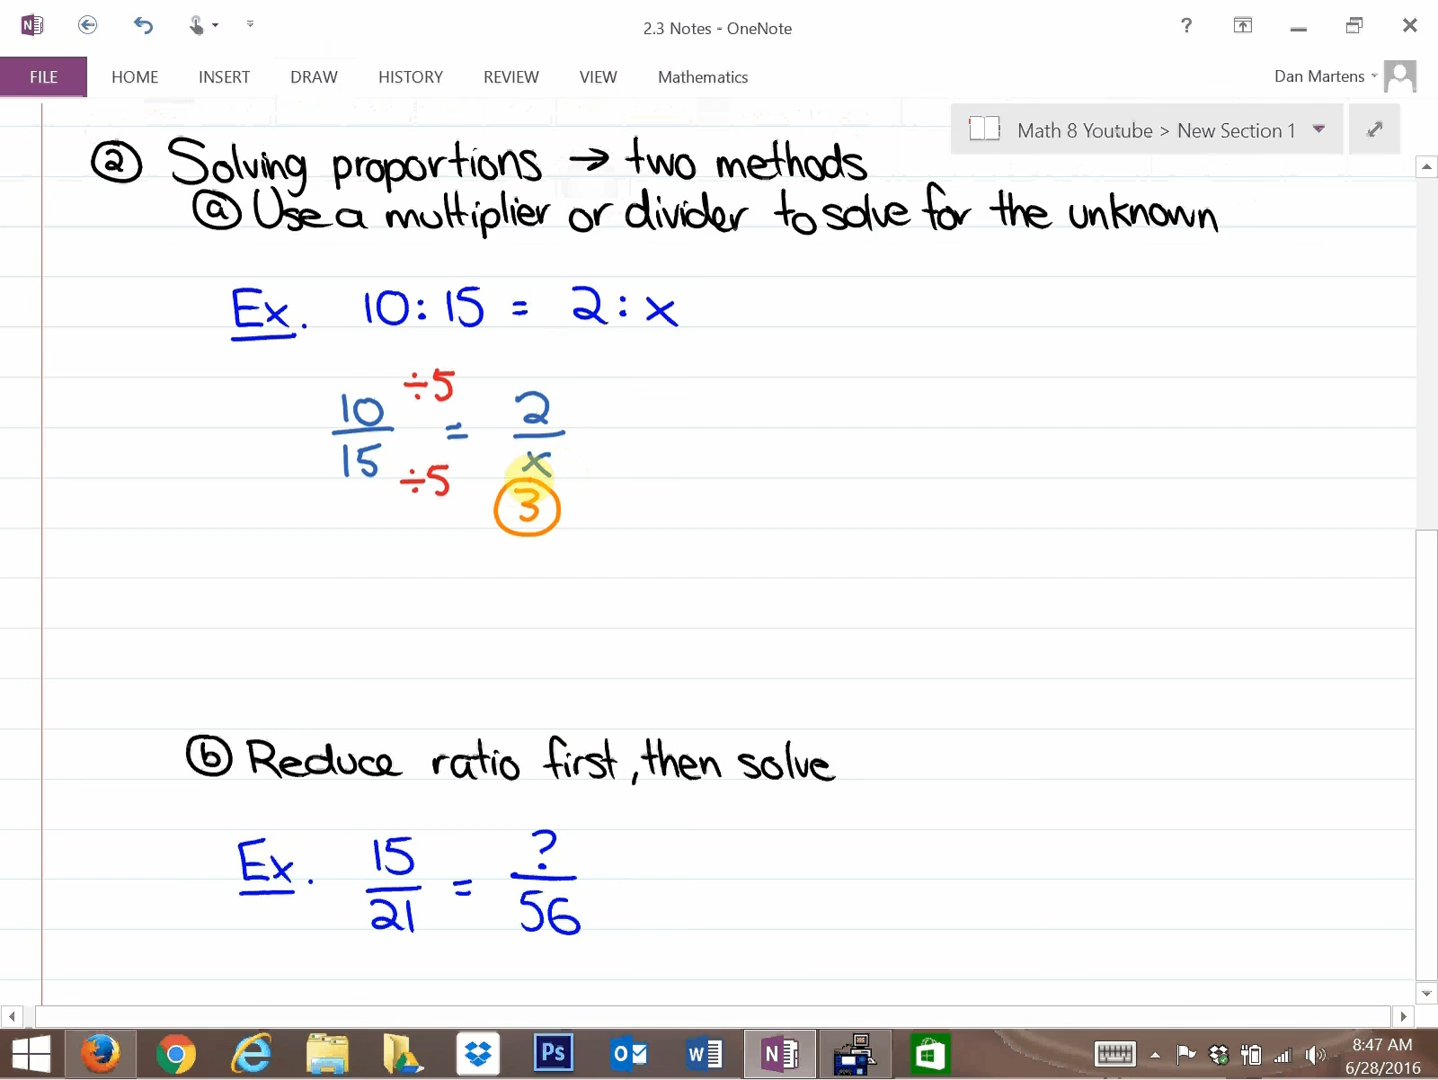 2.3 Notes - OneNote
?
FILE HOME INSERT DRAW HISTORY REVIEW VIEW Mathematics
Dan Martens
Math 8 Youtube > New Section 1
② Solving proportions → two methods
ⓐ Use a multiplier or divider to solve for the unknown
Ex. 10 : 15 = 2 : x
÷5
10 = 2
15 x
÷5
3
ⓑ Reduce ratio first, then solve
Ex. 15 = ?
21 56
Ps
8:47 AM
6/28/2016